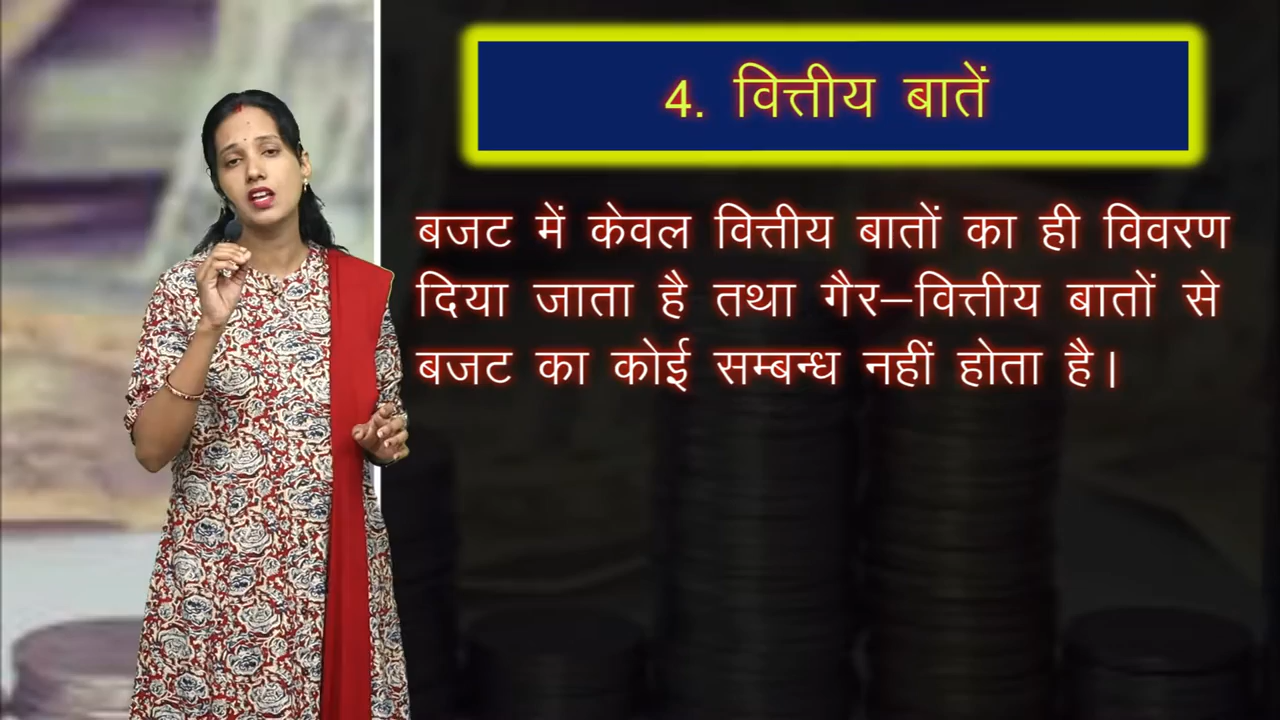 4. वित्तीय बातें
बजट में केवल वित्तीय बातों का ही विवरण
दिया जाता है तथा गैर–वित्तीय बातों से
बजट का कोई सम्बन्ध नहीं होता है।